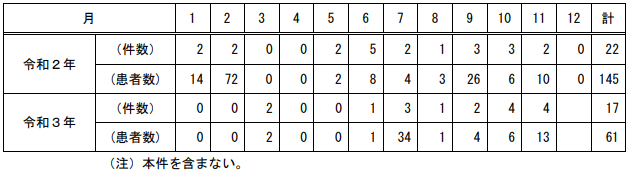 月 1 2 3 4 5 6 7 8 9 10 11 12 計
令和２年 （件数） 2 2 0 0 2 5 2 1 3 3 2 0 22
（患者数） 14 72 0 0 2 8 4 3 26 6 10 0 145
令和３年 （件数） 0 0 2 0 0 1 3 1 2 4 4 17
（患者数） 0 0 2 0 0 1 34 1 4 6 13 61
（注）本件を含まない。